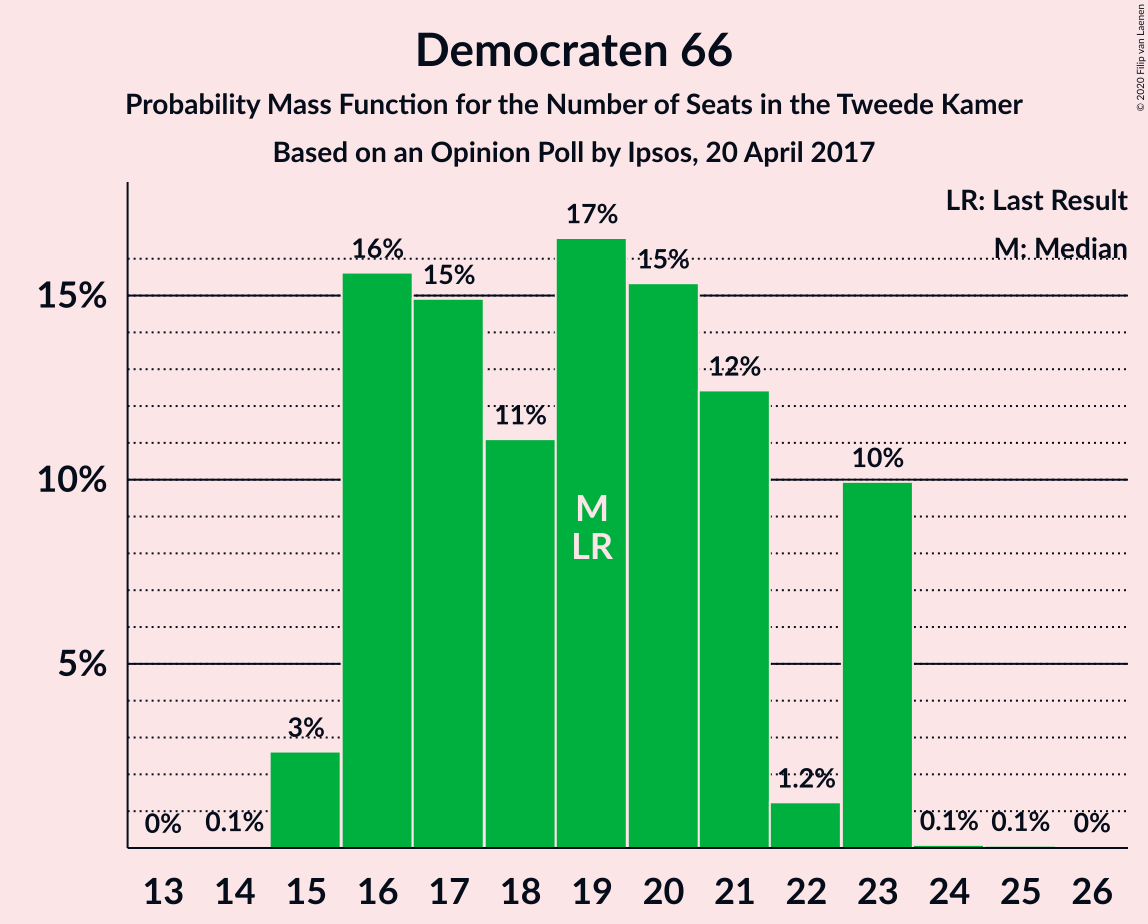 Democraten 66
Probability Mass Function for the Number of Seats in the Tweede Kamer
Based on an Opinion Poll by Ipsos, 20 April 2017
© 2020 Filip van Laenen
LR: Last Result
M: Median
17%
16%
15%
15%
15%
12%
11%
10%
10%
M
LR
5%
3%
1.2%
0%
0.1%
0.1%
0.1%
0%
13 14 15 16 17 18 19 20 21 22 23 24 25 26